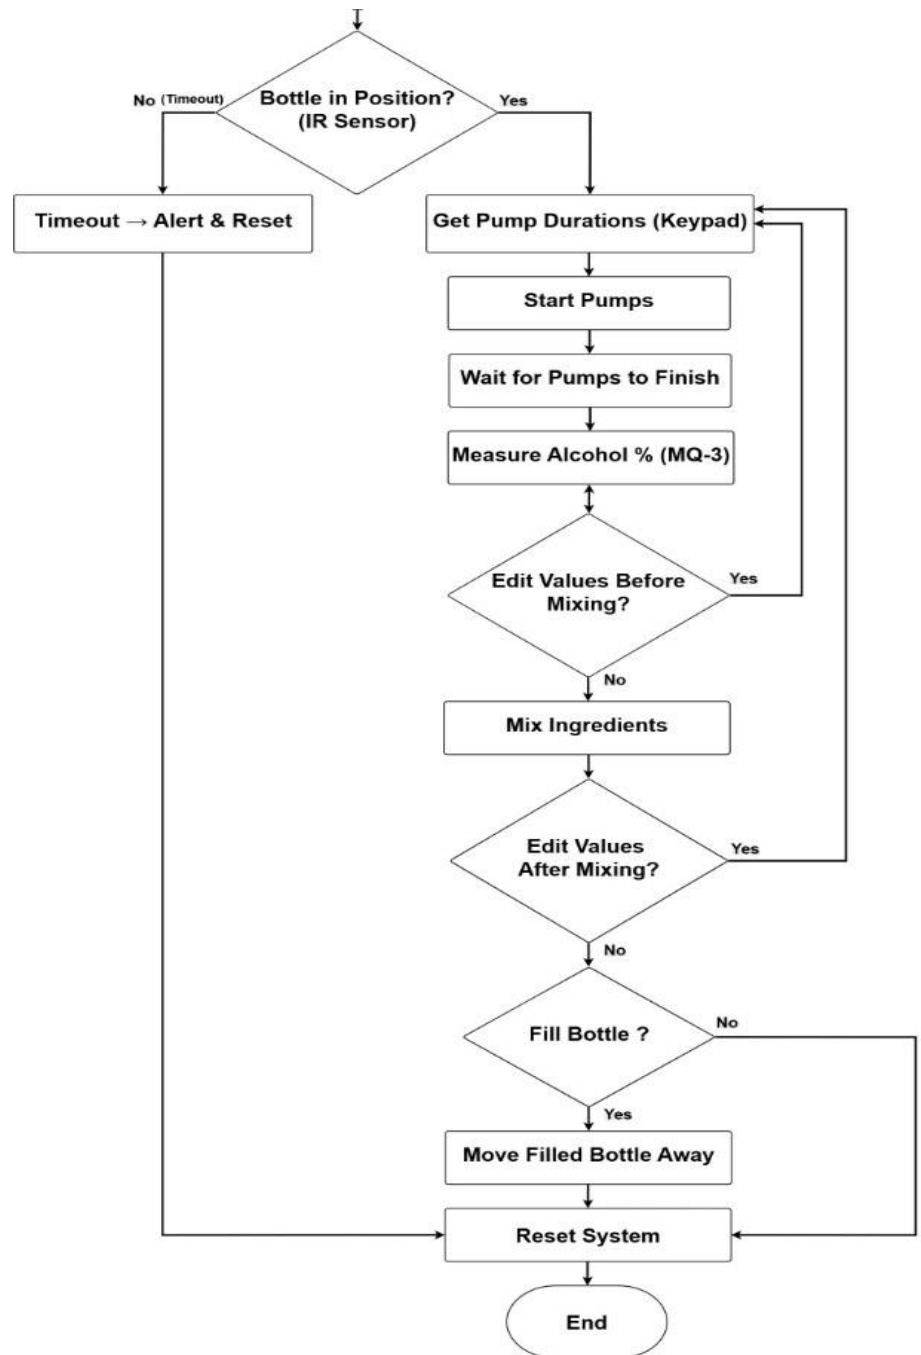 Bottle in Position?
(IR Sensor)
No (Timeout)
Yes
Timeout → Alert & Reset
Get Pump Durations (Keypad)
Start Pumps
Wait for Pumps to Finish
Measure Alcohol % (MQ-3)
Edit Values Before
Mixing?
Yes
No
Mix Ingredients
Edit Values
After Mixing?
Yes
No
Fill Bottle ?
No
Yes
Move Filled Bottle Away
Reset System
End